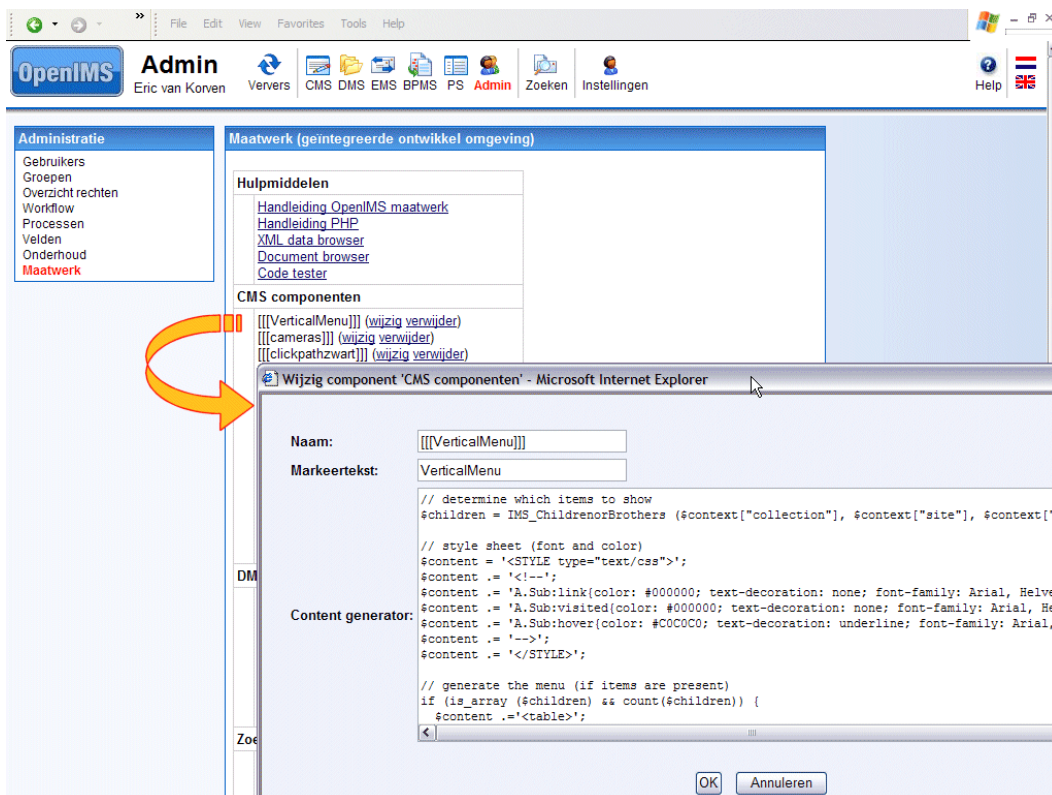 » File Edit View Favorites Tools Help
OpenIMS Admin
Eric van Korven
Ververs CMS DMS EMS BPMS PS Admin Zoeken Instellingen Help
Administratie
Gebruikers
Groepen
Overzicht rechten
Workflow
Processen
Velden
Onderhoud
Maatwerk
Maatwerk (geïntegreerde ontwikkel omgeving)
Hulpmiddelen
Handleiding OpenIMS maatwerk
Handleiding PHP
XML data browser
Document browser
Code tester
CMS componenten
[[[VerticalMenu]]] (wijzig verwijder)
[[[cameras]]] (wijzig verwijder)
[[[clickpathzwart]]] (wijzig verwijder)
DM
Zoe
Wijzig component 'CMS componenten' - Microsoft Internet Explorer
Naam: [[[VerticalMenu]]]
Markeertekst: VerticalMenu
Content generator:
// determine which items to show
$children = IMS_ChildrenorBrothers ($context["collection"], $context["site"], $context["
// style sheet (font and color)
$content = '<STYLE type="text/css">';
$content .= '<!--';
$content .= 'A.Sub:link{color: #000000; text-decoration: none; font-family: Arial, Helve
$content .= 'A.Sub:visited{color: #000000; text-decoration: none; font-family: Arial, He
$content .= 'A.Sub:hover{color: #C0C0C0; text-decoration: underline; font-family: Arial,
$content .= '-->';
$content .= '</STYLE>';
// generate the menu (if items are present)
if (is_array ($children) && count($children)) {
$content .='<table>';
OK Annuleren